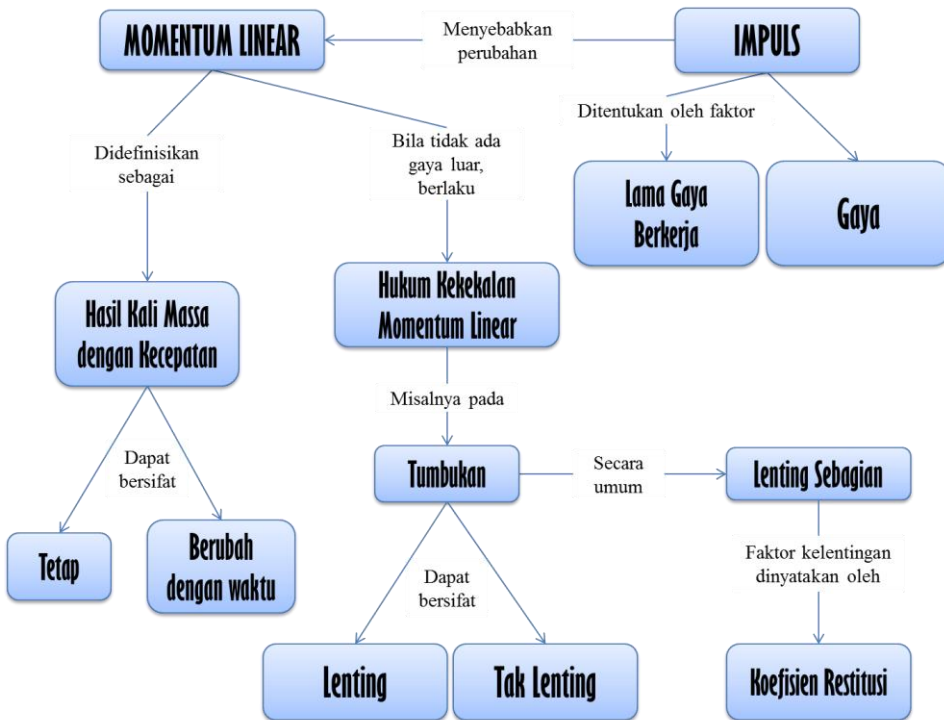 MOMENTUM LINEAR
Menyebabkan
perubahan
IMPULS
Didefinisikan
sebagai
Bila tidak ada
gaya luar,
berlaku
Ditentukan oleh faktor
Lama Gaya
Berkerja
Gaya
Hasil Kali Massa
dengan Kecepatan
Hukum Kekekalan
Momentum Linear
Misalnya pada
Dapat
bersifat
Tumbukan
Secara
umum
Lenting Sebagian
Tetap
Berubah
dengan waktu
Dapat
bersifat
Faktor kelentingan
dinyatakan oleh
Lenting
Tak Lenting
Koefisien Restitusi